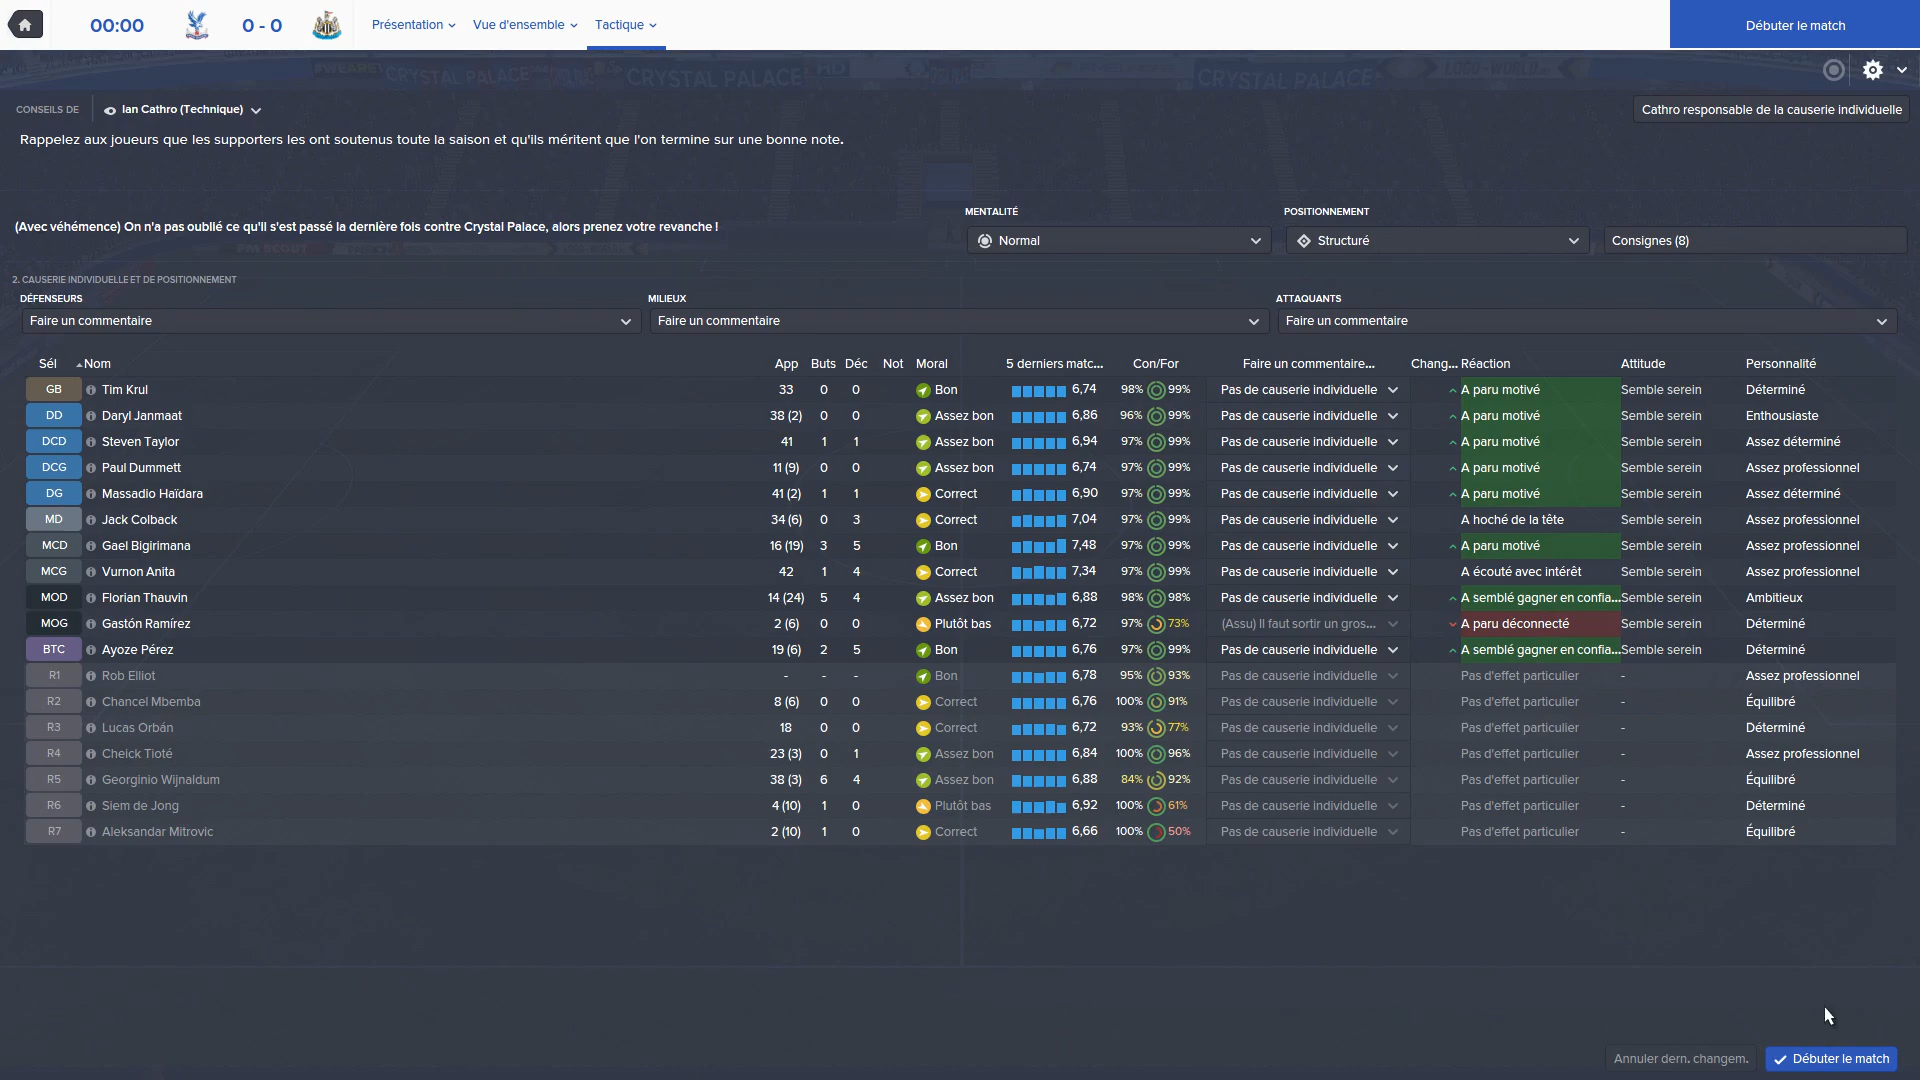 00:00 0 - 0 Présentation Vue d'ensemble Tactique Débuter le match
CRYSTAL PALACE CRYSTAL PALACE CRYSTAL PALACE
CONSEILS DE Ian Cathro (Technique) Cathro responsable de la causerie individuelle
Rappelez aux joueurs que les supporters les ont soutenus toute la saison et qu'ils méritent que l'on termine sur une bonne note.
MENTALITÉ POSITIONNEMENT
(Avec véhémence) On n'a pas oublié ce qu'il s'est passé la dernière fois contre Crystal Palace, alors prenez votre revanche !
Normal Structuré Consignes (8)
2. CAUSERIE INDIVIDUELLE ET DE POSITIONNEMENT
DÉFENSEURS MILIEUX ATTAQUANTS
Faire un commentaire Faire un commentaire Faire un commentaire
Sél Nom App Buts Déc Not Moral 5 derniers matc... Con/For Faire un commentaire... Chang... Réaction Attitude Personnalité
GB Tim Krul 33 0 0 Bon 6,74 98% 99% Pas de causerie individuelle A paru motivé Semble serein Déterminé
DD Daryl Janmaat 38 (2) 0 0 Assez bon 6,86 96% 99% Pas de causerie individuelle A paru motivé Semble serein Enthousiaste
DCD Steven Taylor 41 1 1 Assez bon 6,94 97% 99% Pas de causerie individuelle A paru motivé Semble serein Assez déterminé
DCG Paul Dummett 11 (9) 0 0 Assez bon 6,74 97% 99% Pas de causerie individuelle A paru motivé Semble serein Assez professionnel
DG Massadio Haïdara 41 (2) 1 1 Correct 6,90 97% 99% Pas de causerie individuelle A paru motivé Semble serein Assez déterminé
MD Jack Colback 34 (6) 0 3 Correct 7,04 97% 99% Pas de causerie individuelle A hoché de la tête Semble serein Assez professionnel
MCD Gael Bigirimana 16 (19) 3 5 Bon 7,48 97% 99% Pas de causerie individuelle A paru motivé Semble serein Assez professionnel
MCG Vurnon Anita 42 1 4 Correct 7,34 97% 99% Pas de causerie individuelle A écouté avec intérêt Semble serein Assez professionnel
MOD Florian Thauvin 14 (24) 5 4 Assez bon 6,88 98% 98% Pas de causerie individuelle A semblé gagner en confia... Semble serein Ambitieux
MOG Gastón Ramírez 2 (6) 0 0 Plutôt bas 6,72 97% 73% (Assu) Il faut sortir un gros... A paru déconnecté Semble serein Déterminé
BTC Ayoze Pérez 19 (6) 2 5 Bon 6,76 97% 99% Pas de causerie individuelle A semblé gagner en confia... Semble serein Déterminé
R1 Rob Elliot - - - Bon 6,78 95% 93% Pas de causerie individuelle Pas d'effet particulier - Assez professionnel
R2 Chancel Mbemba 8 (6) 0 0 Correct 6,76 100% 91% Pas de causerie individuelle Pas d'effet particulier - Équilibré
R3 Lucas Orbán 18 0 0 Correct 6,72 93% 77% Pas de causerie individuelle Pas d'effet particulier - Déterminé
R4 Cheick Tioté 23 (3) 0 1 Assez bon 6,84 100% 96% Pas de causerie individuelle Pas d'effet particulier - Assez professionnel
R5 Georginio Wijnaldum 38 (3) 6 4 Assez bon 6,88 84% 92% Pas de causerie individuelle Pas d'effet particulier - Équilibré
R6 Siem de Jong 4 (10) 1 0 Plutôt bas 6,92 100% 61% Pas de causerie individuelle Pas d'effet particulier - Déterminé
R7 Aleksandar Mitrovic 2 (10) 1 0 Correct 6,66 100% 50% Pas de causerie individuelle Pas d'effet particulier - Équilibré
Annuler dern. changem. Débuter le match